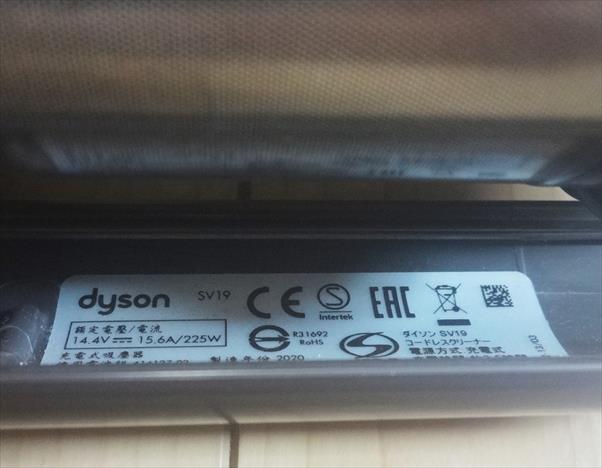 dyson SV19 CE S Intertek EAC
額定電壓/電流
14.4V 15.6A/225W
R31692
RoHS
充電式吸塵器
製造年份 2020
ダイソン SV19
コードレスクリーナー
電源方式 充電式